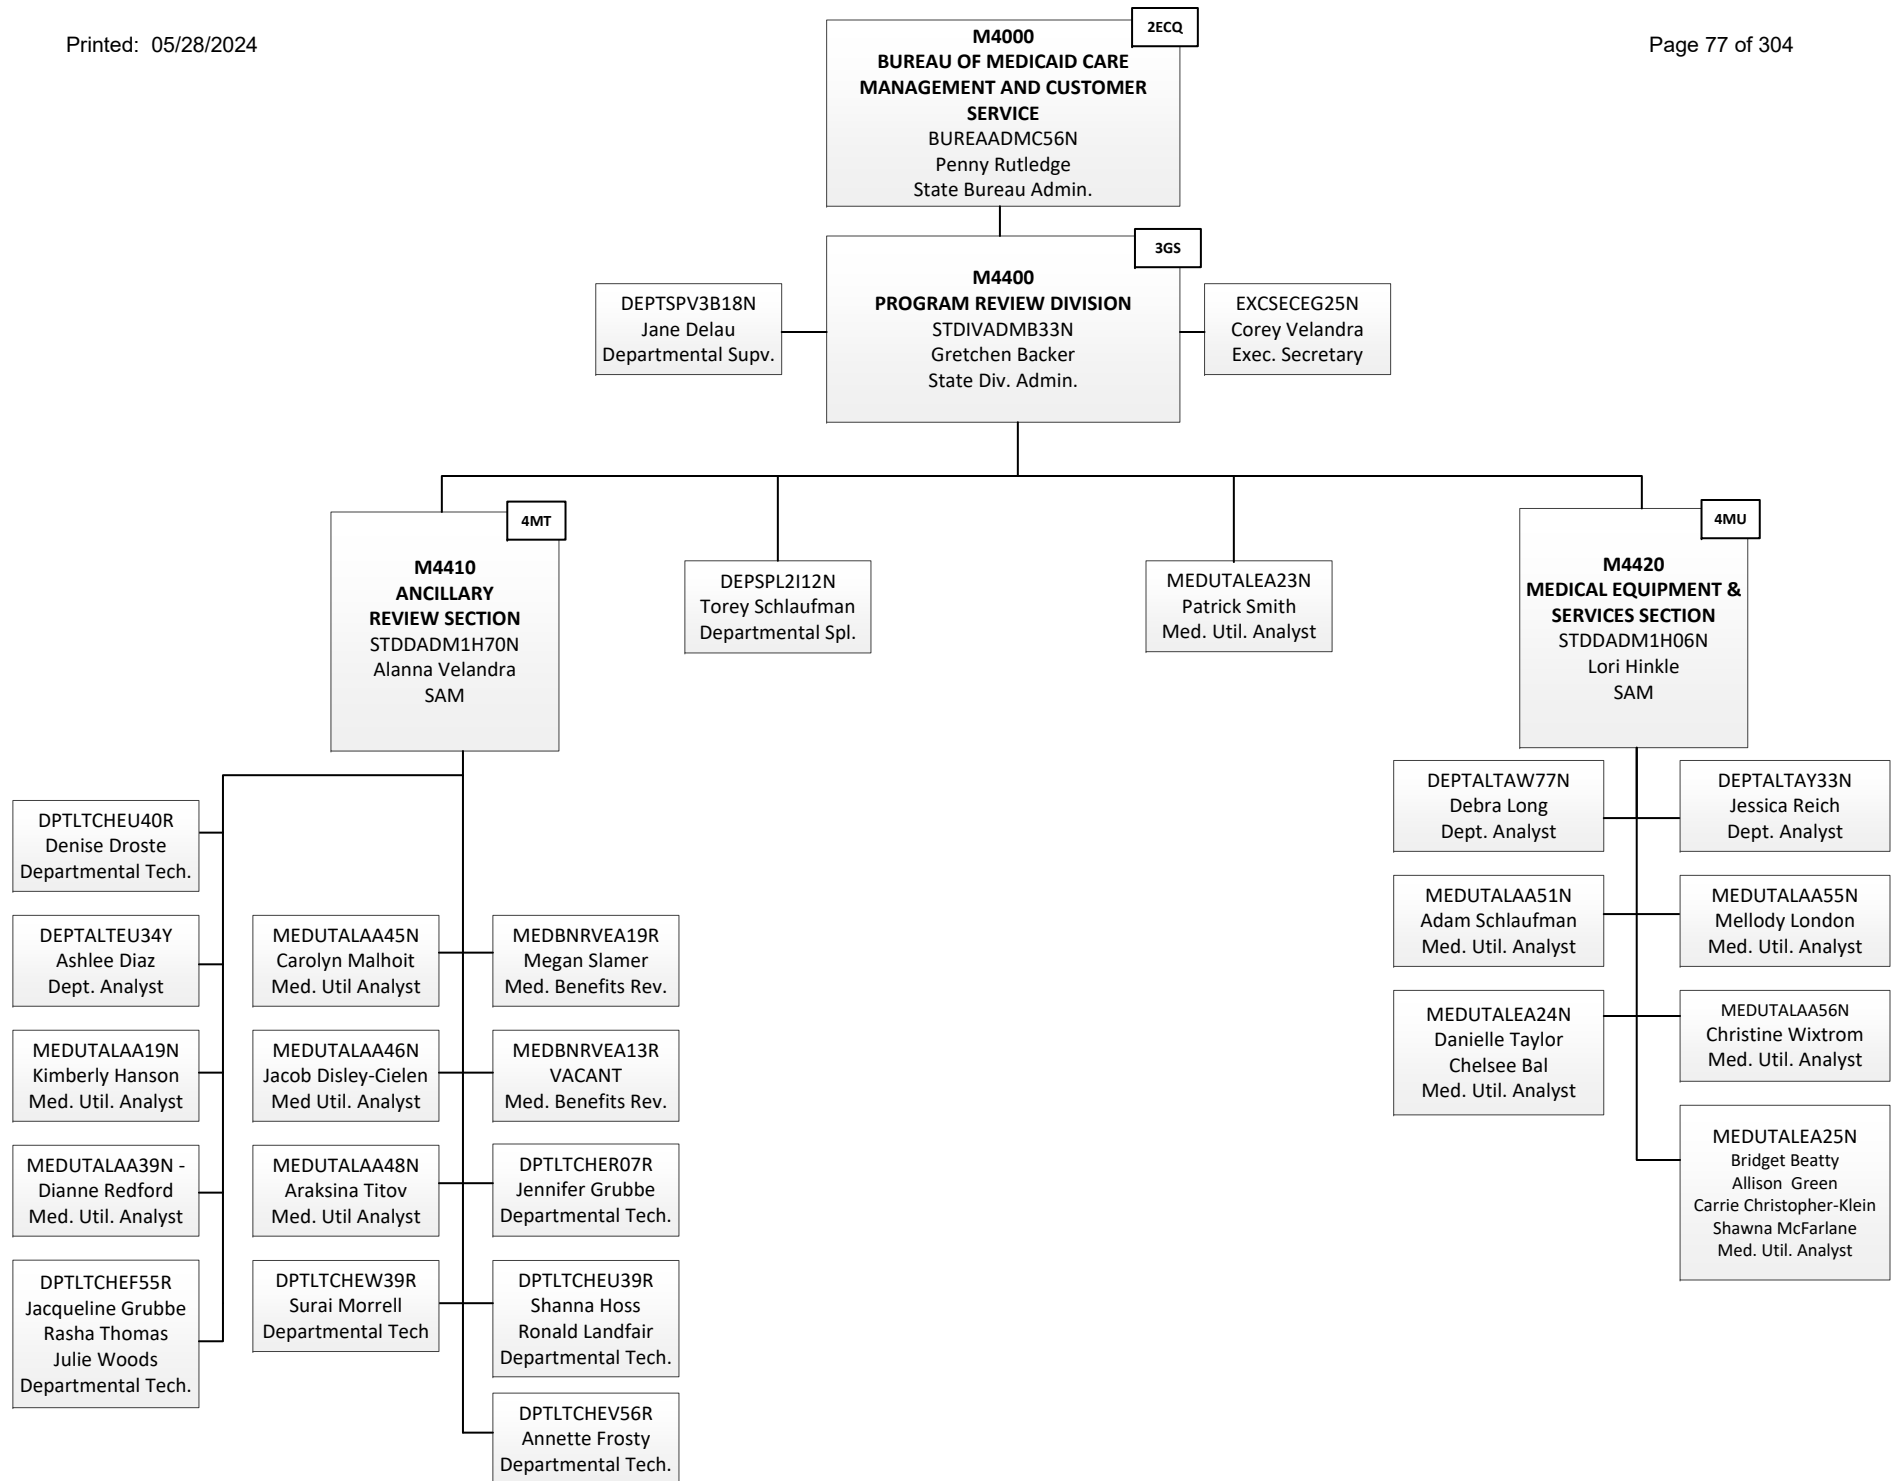 Printed: 05/28/2024
Page 77 of 304
2ECQ
M4000
BUREAU OF MEDICAID CARE
MANAGEMENT AND CUSTOMER
SERVICE
BUREAADMC56N
Penny Rutledge
State Bureau Admin.
3GS
M4400
PROGRAM REVIEW DIVISION
STDIVADMB33N
Gretchen Backer
State Div. Admin.
DEPTSPV3B18N
Jane Delau
Departmental Supv.
EXCSECEG25N
Corey Velandra
Exec. Secretary
4MT
M4410
ANCILLARY
REVIEW SECTION
STDDADM1H70N
Alanna Velandra
SAM
DEPSPL2I12N
Torey Schlaufman
Departmental Spl.
MEDUTALEA23N
Patrick Smith
Med. Util. Analyst
4MU
M4420
MEDICAL EQUIPMENT &
SERVICES SECTION
STDDADM1H06N
Lori Hinkle
SAM
DPTLTCHEU40R
Denise Droste
Departmental Tech.
DEPTALTEU34Y
Ashlee Diaz
Dept. Analyst
MEDUTALAA19N
Kimberly Hanson
Med. Util. Analyst
MEDUTALAA39N -
Dianne Redford
Med. Util. Analyst
DPTLTCHEF55R
Jacqueline Grubbe
Rasha Thomas
Julie Woods
Departmental Tech.
MEDUTALAA45N
Carolyn Malhoit
Med. Util Analyst
MEDUTALAA46N
Jacob Disley-Cielen
Med Util. Analyst
MEDUTALAA48N
Araksina Titov
Med. Util Analyst
DPTLTCHEW39R
Surai Morrell
Departmental Tech
MEDBNRVEA19R
Megan Slamer
Med. Benefits Rev.
MEDBNRVEA13R
VACANT
Med. Benefits Rev.
DPTLTCHER07R
Jennifer Grubbe
Departmental Tech.
DPTLTCHEU39R
Shanna Hoss
Ronald Landfair
Departmental Tech.
DPTLTCHEV56R
Annette Frosty
Departmental Tech.
DEPTALTAW77N
Debra Long
Dept. Analyst
DEPTALTAY33N
Jessica Reich
Dept. Analyst
MEDUTALAA51N
Adam Schlaufman
Med. Util. Analyst
MEDUTALAA55N
Mellody London
Med. Util. Analyst
MEDUTALEA24N
Danielle Taylor
Chelsee Bal
Med. Util. Analyst
MEDUTALAA56N
Christine Wixtrom
Med. Util. Analyst
MEDUTALEA25N
Bridget Beatty
Allison Green
Carrie Christopher-Klein
Shawna McFarlane
Med. Util. Analyst